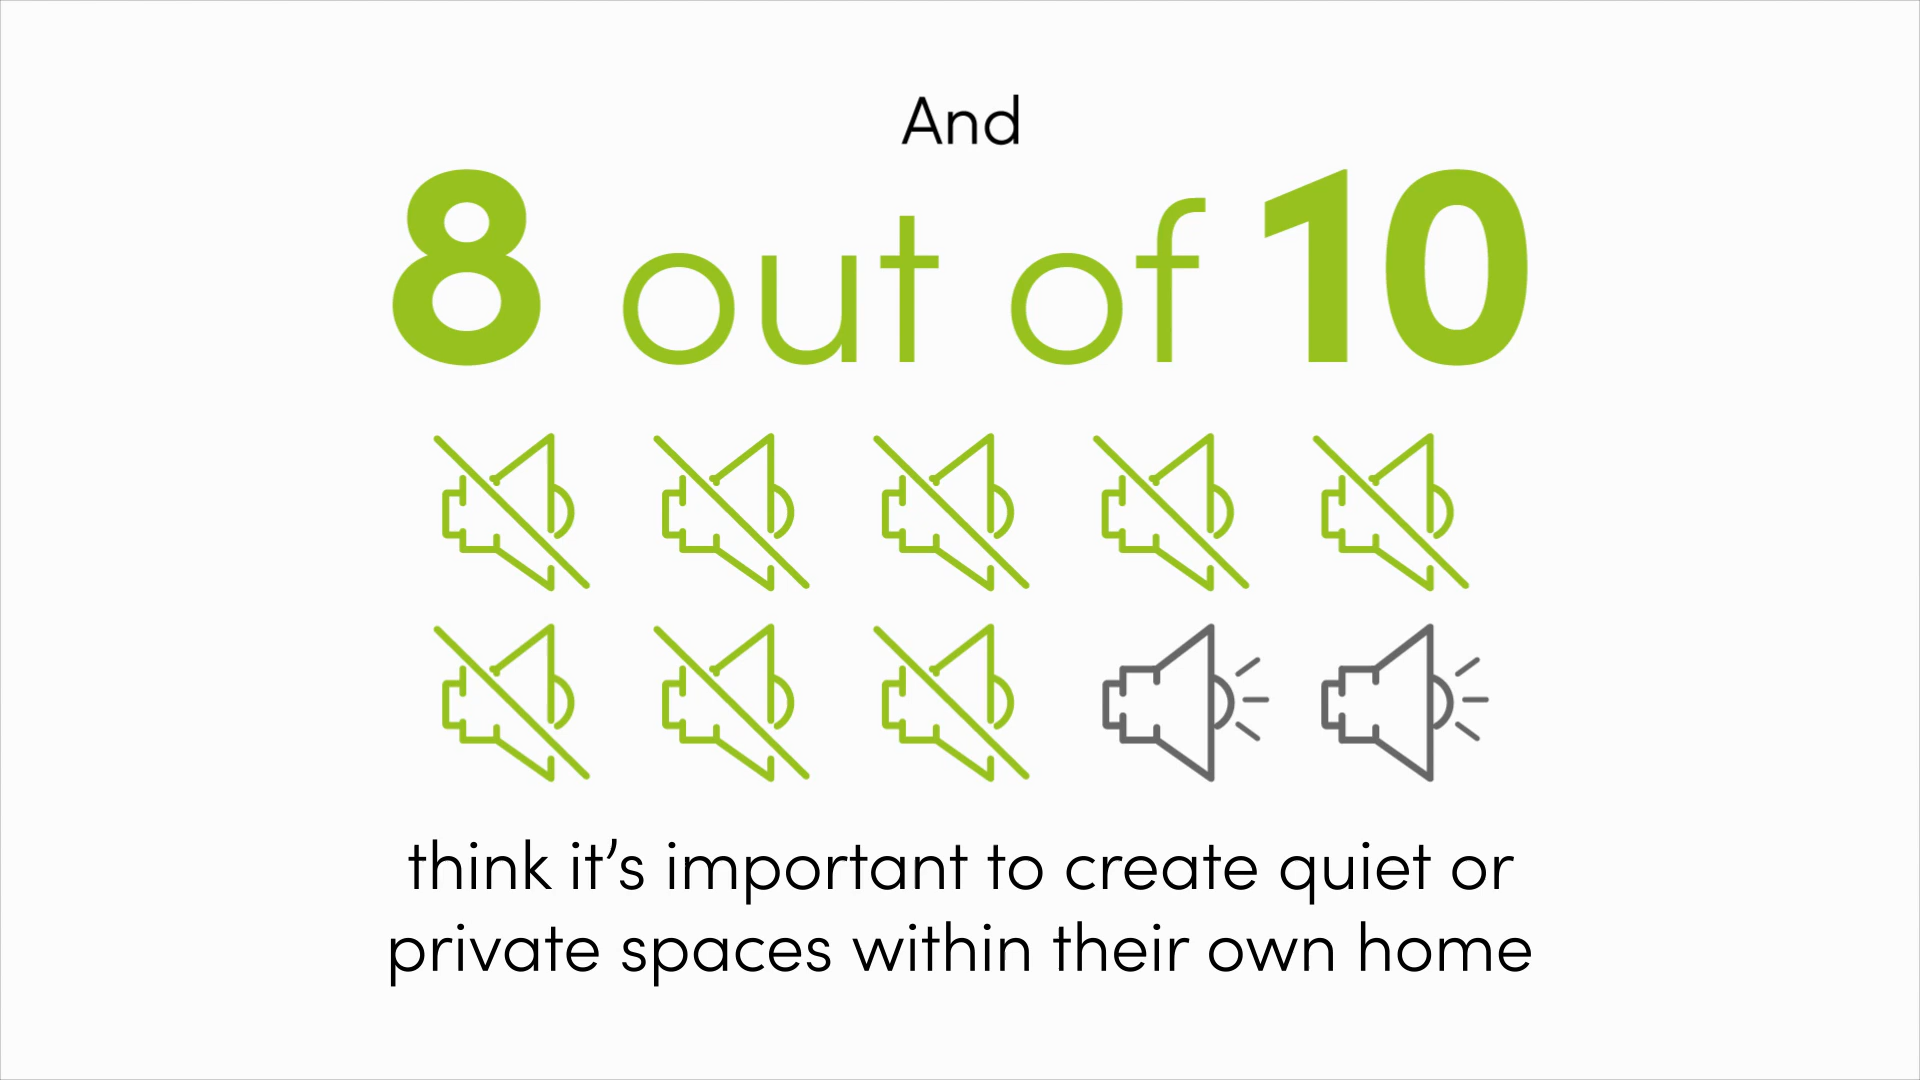 And
8 out of 10
think it’s important to create quiet or
private spaces within their own home